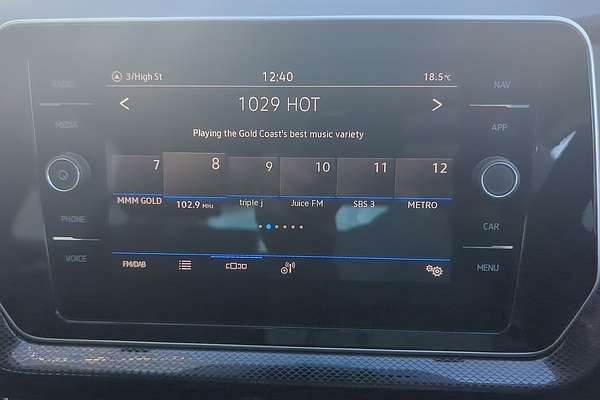 3/High St 12:40 18.5°C
RADIO < 1029 HOT > NAV
MEDIA Playing the Gold Coast's best music variety APP
7 8 9 10 11 12
MMM GOLD 102.9 MHz triple j Juice FM SBS 3 METRO
PHONE CAR
VOICE FM/DAB MENU